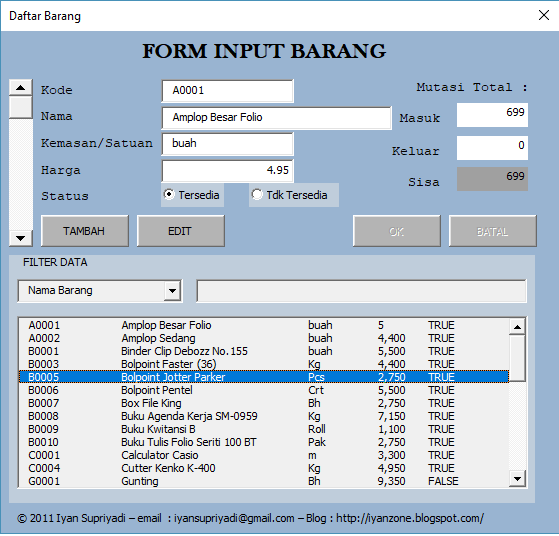 Daftar Barang
FORM INPUT BARANG
Kode A0001 Mutasi Total :
Nama Amplop Besar Folio Masuk 699
Kemasan/Satuan buah Keluar 0
Harga 4.95 Sisa 699
Status Tersedia Tdk Tersedia
TAMBAH EDIT OK BATAL
FILTER DATA
Nama Barang
A0001 Amplop Besar Folio buah 5 TRUE
A0002 Amplop Sedang buah 4,400 TRUE
B0001 Binder Clip Debozz No.155 buah 5,500 TRUE
B0003 Bolpoint Faster (36) Kg 4,400 TRUE
B0005 Bolpoint Jotter Parker Pcs 2,750 TRUE
B0006 Bolpoint Pentel Crt 5,500 TRUE
B0007 Box File King Bh 2,750 TRUE
B0008 Buku Agenda Kerja SM-0959 Kg 7,150 TRUE
B0009 Buku Kwitansi B Roll 1,100 TRUE
B0010 Buku Tulis Folio Seriti 100 BT Pak 2,750 TRUE
C0001 Calculator Casio m 3,300 TRUE
C0004 Cutter Kenko K-400 Kg 4,950 TRUE
G0001 Gunting Bh 9,350 FALSE
© 2011 Iyan Supriyadi – email : iyansupriyadi@gmail.com – Blog : http://iyanzone.blogspot.com/